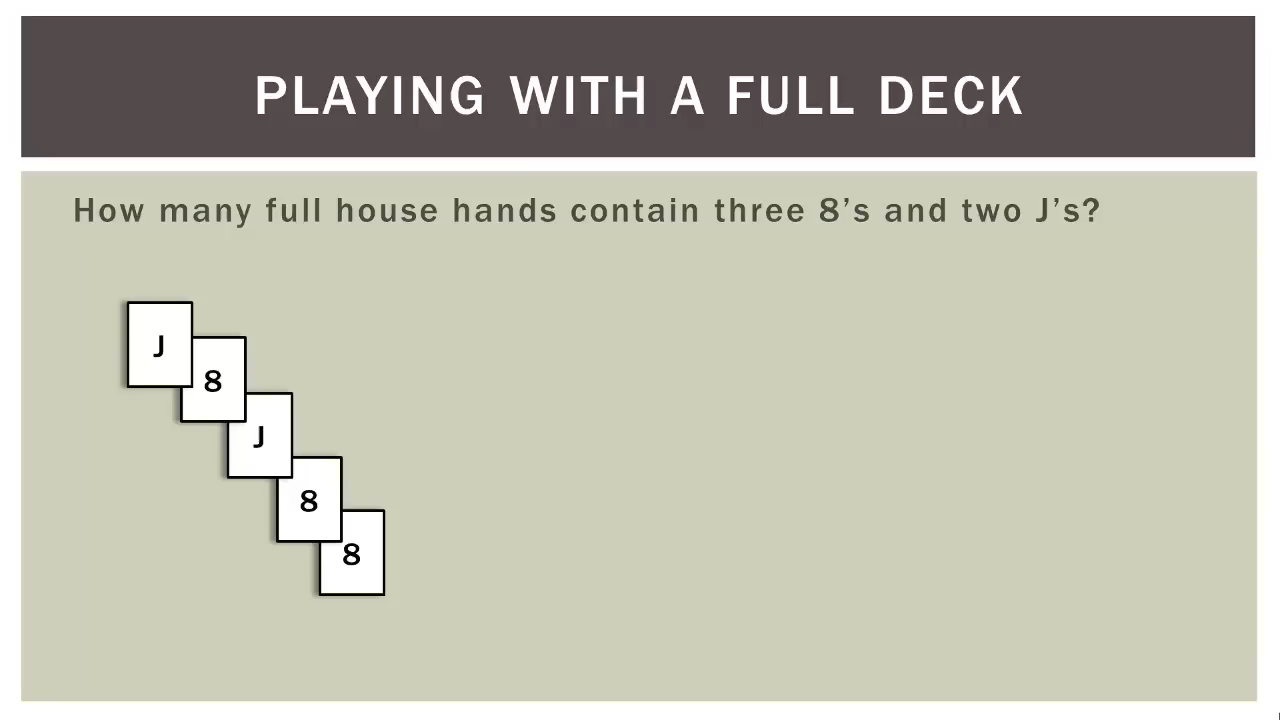 PLAYING WITH A FULL DECK
How many full house hands contain three 8’s and two J’s?
J
8
J
8
8